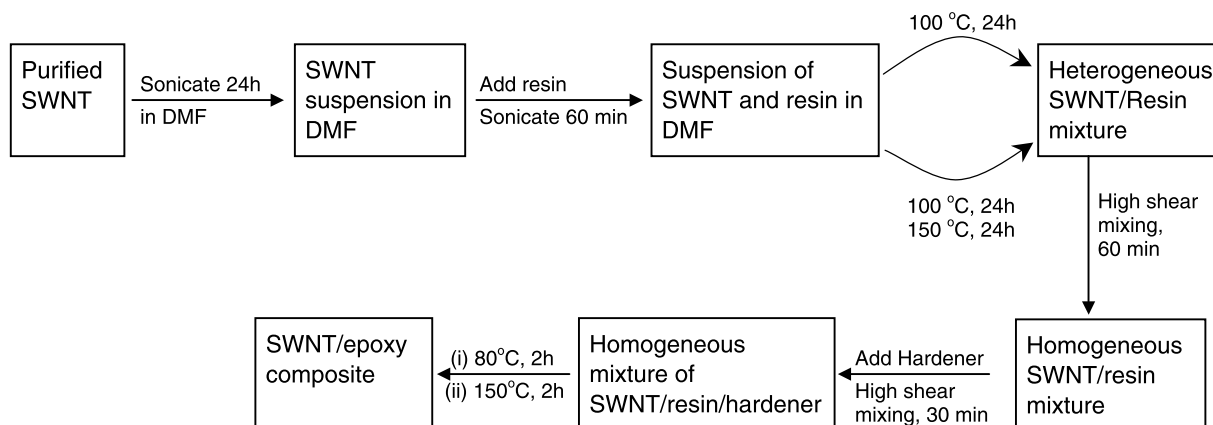 Purified
SWNT
Sonicate 24h
in DMF
SWNT
suspension in
DMF
Add resin
Sonicate 60 min
Suspension of
SWNT and resin in
DMF
100 °C, 24h
100 °C, 24h
150 °C, 24h
Heterogeneous
SWNT/Resin
mixture
High shear
mixing,
60 min
Homogeneous
SWNT/resin
mixture
Add Hardener
High shear
mixing, 30 min
Homogeneous
mixture of
SWNT/resin/hardener
(i) 80°C, 2h
(ii) 150°C, 2h
SWNT/epoxy
composite